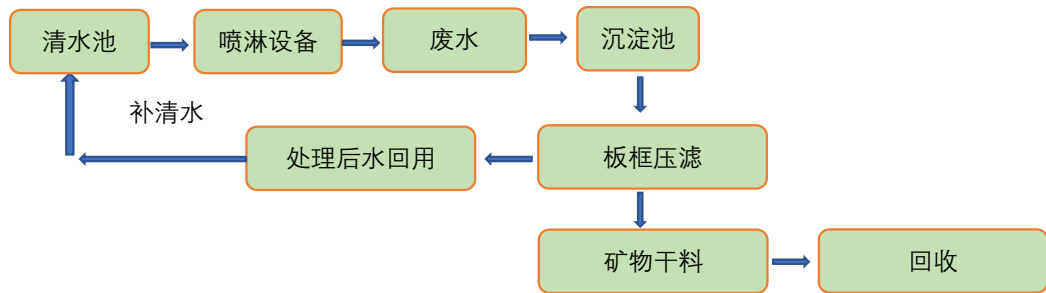 清水池
喷淋设备
废水
沉淀池
补清水
处理后水回用
板框压滤
矿物干料
回收